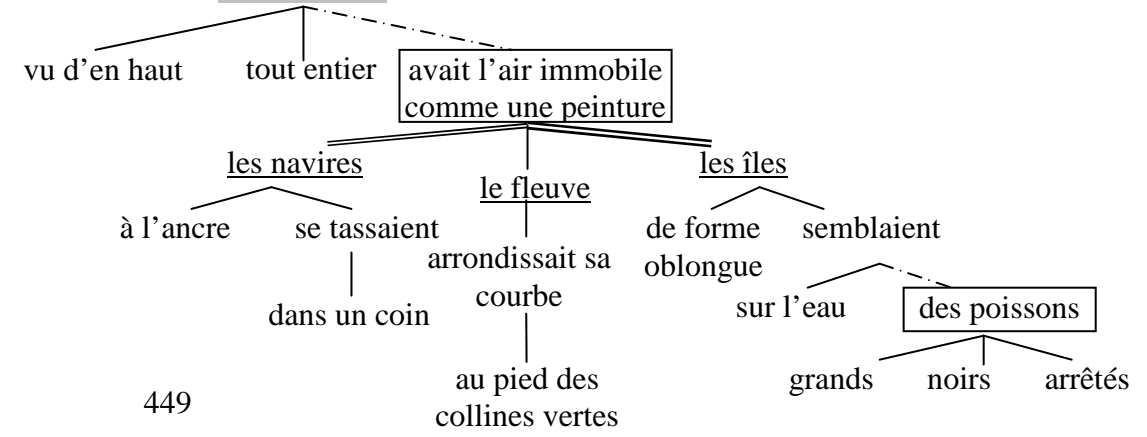 vu d'en haut
tout entier
avait l'air immobile
comme une peinture
les navires
le fleuve
les îles
à l'ancre
se tassaient
arrondissait sa
courbe
de forme
oblongue
semblaient
dans un coin
sur l'eau
des poissons
au pied des
collines vertes
grands
noirs
arrêtés
449